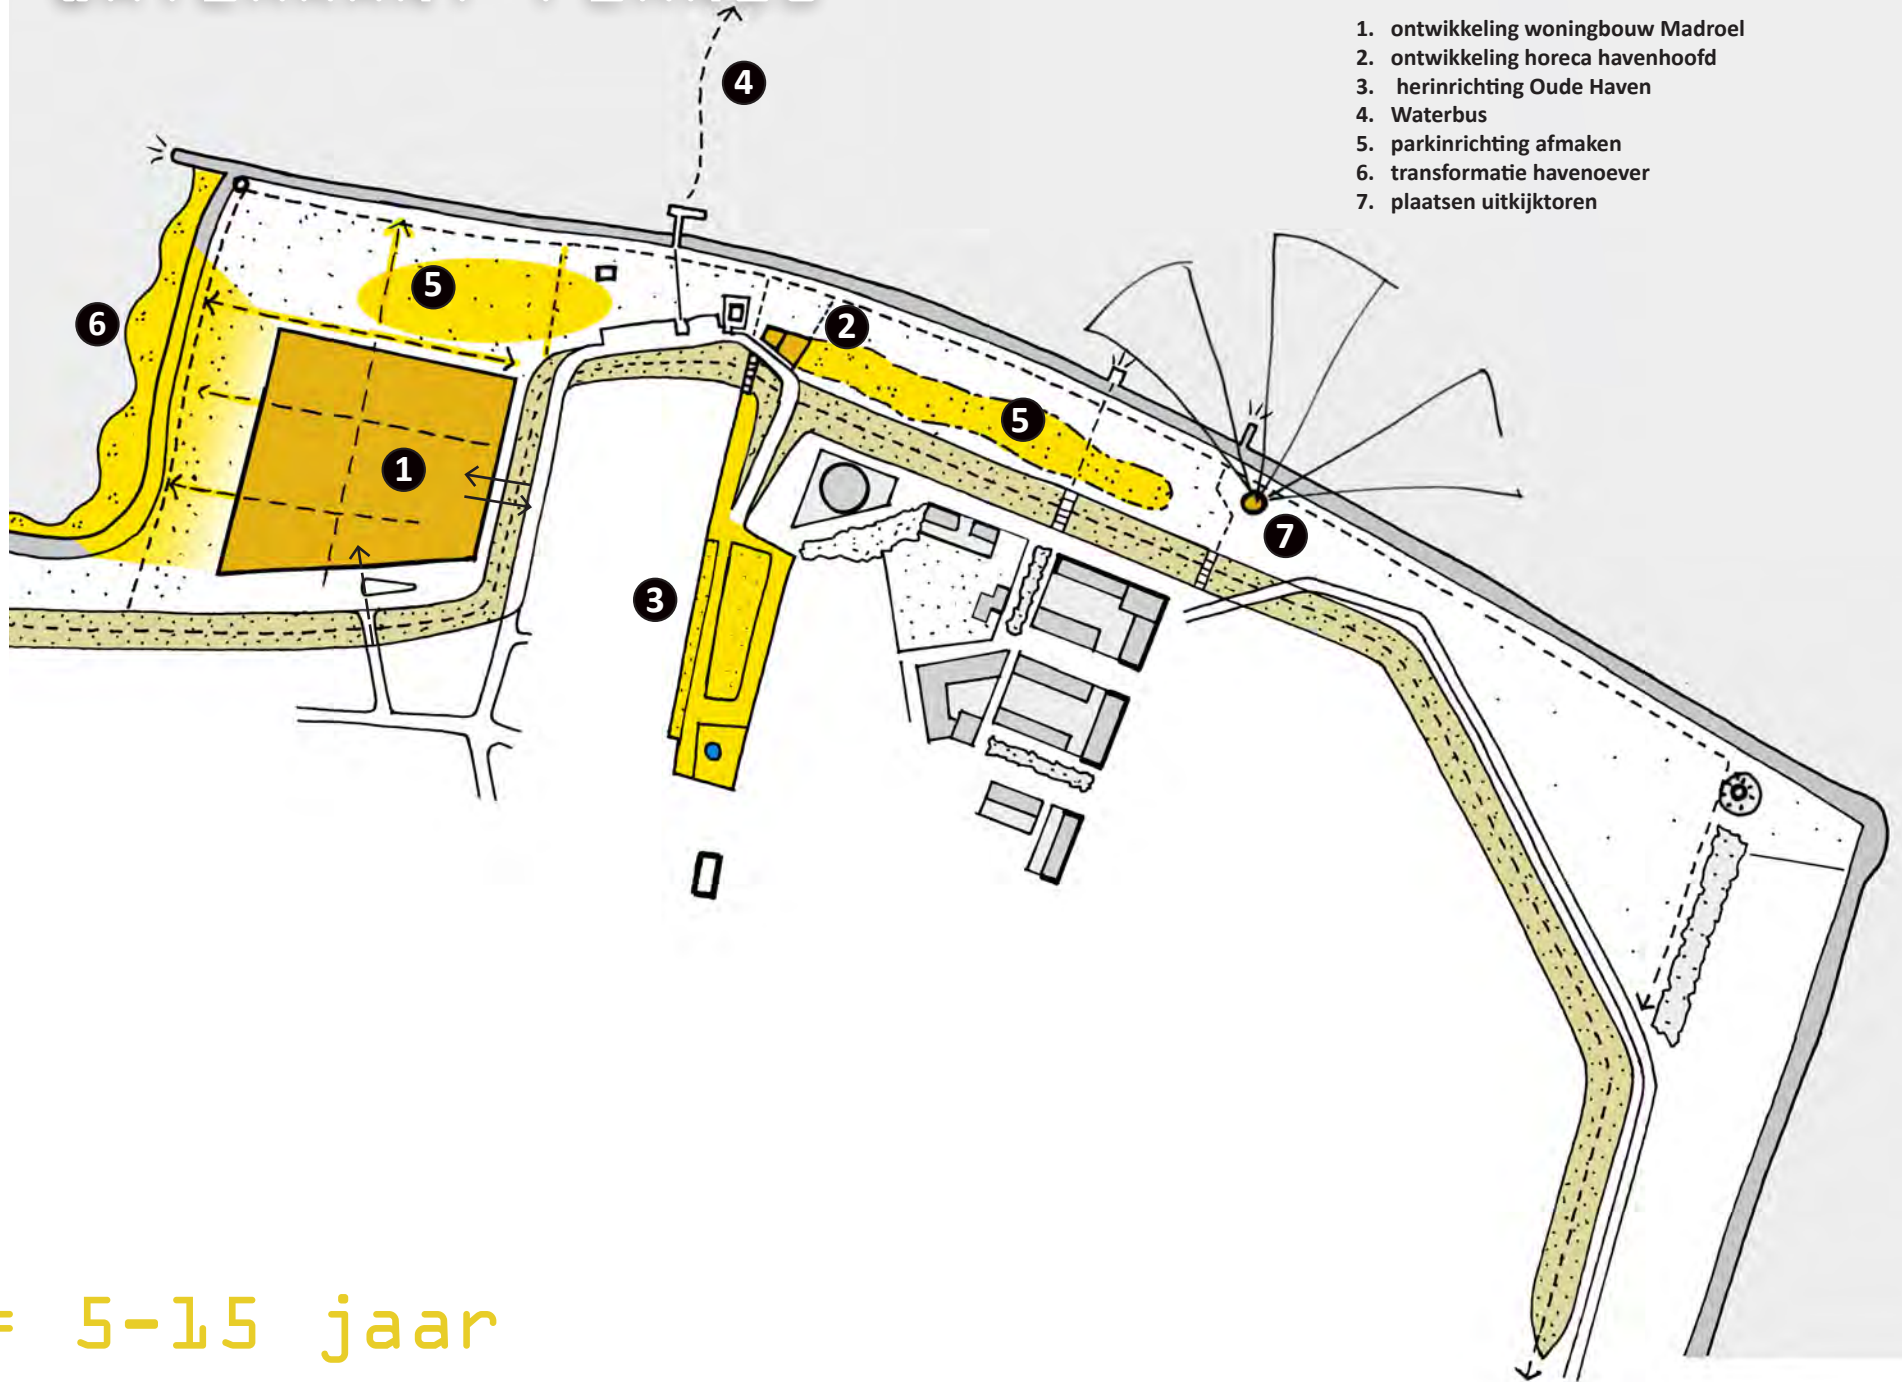 1. ontwikkeling woningbouw Madroel
2. ontwikkeling horeca havenhoofd
3. herinrichting Oude Haven
4. Waterbus
5. parkinrichting afmaken
6. transformatie havenoever
7. plaatsen uitkijktoren
4
5
6
2
5
1
7
3
= 5-15 jaar